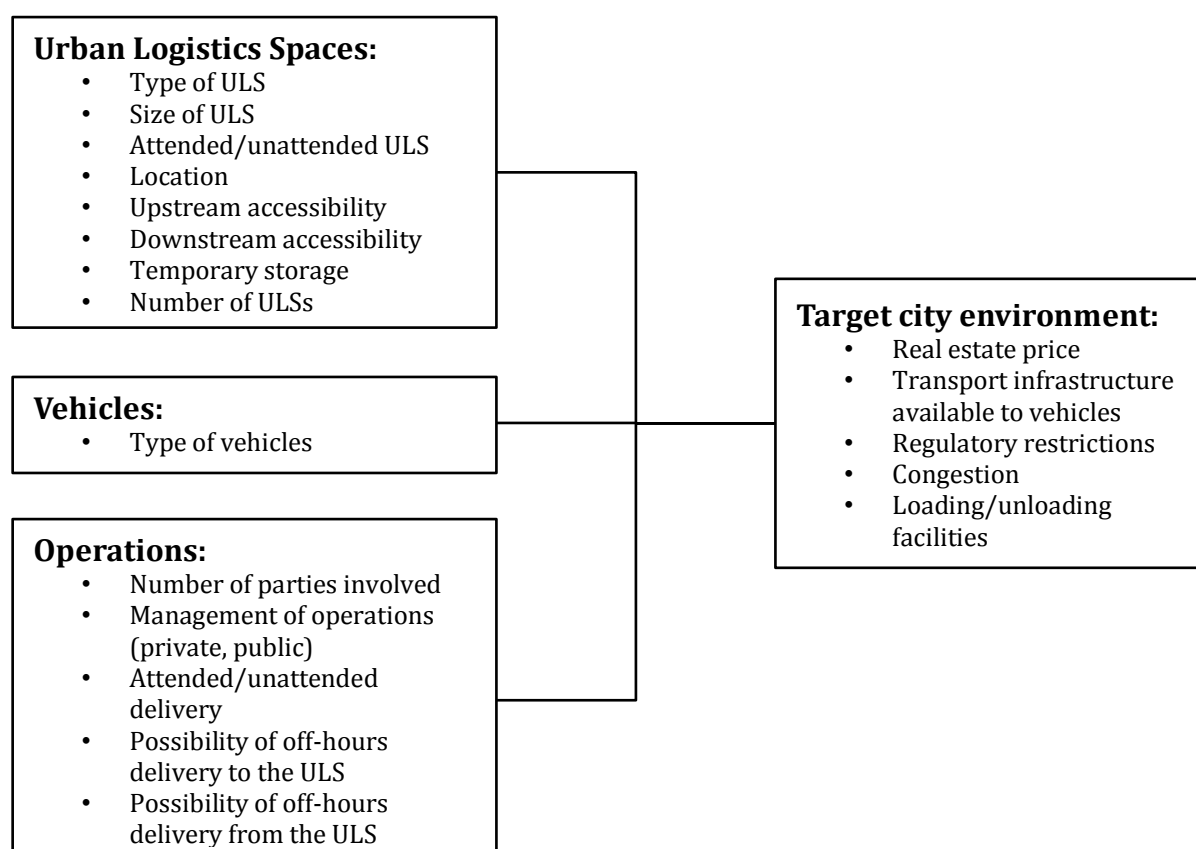 Urban Logistics Spaces:
• Type of ULS
• Size of ULS
• Attended/unattended ULS
• Location
• Upstream accessibility
• Downstream accessibility
• Temporary storage
• Number of ULSs
Vehicles:
• Type of vehicles
Operations:
• Number of parties involved
• Management of operations
(private, public)
• Attended/unattended
delivery
• Possibility of off-hours
delivery to the ULS
• Possibility of off-hours
delivery from the ULS
Target city environment:
• Real estate price
• Transport infrastructure
available to vehicles
• Regulatory restrictions
• Congestion
• Loading/unloading
facilities